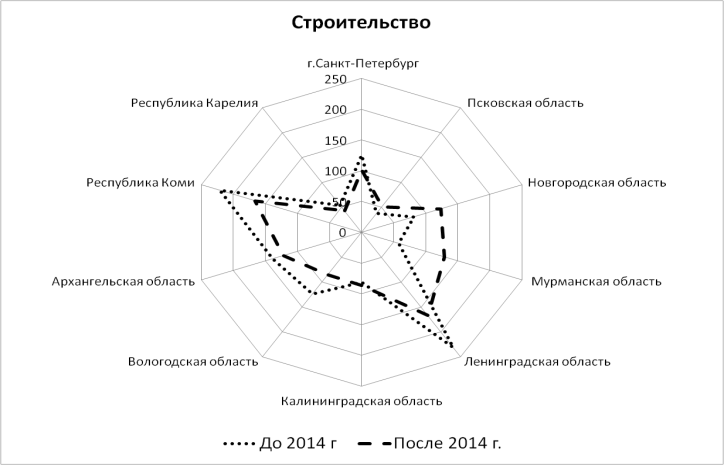 Строительство
г.Санкт-Петербург
250
Республика Карелия
Псковская область
200
150
Республика Коми
Новгородская область
100
50
0
Архангельская область
Мурманская область
Вологодская область
Ленинградская область
Калининградская область
До 2014 г
После 2014 г.